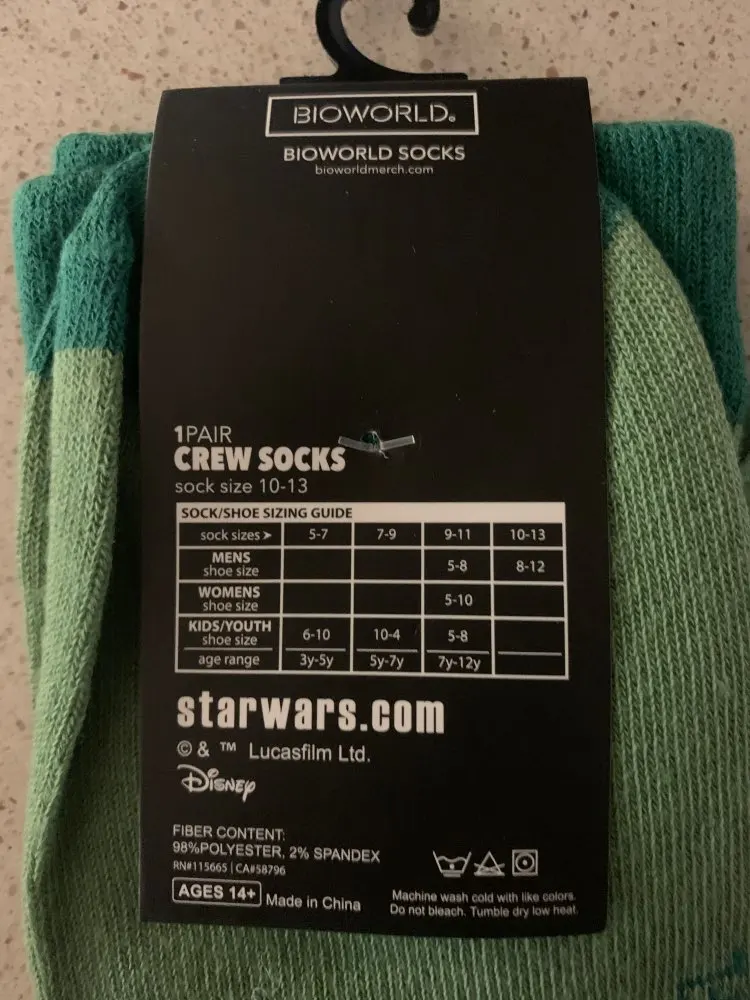 BIOWORLD®
BIOWORLD SOCKS
bioworldmerch.com
1PAIR
CREW SOCKS
sock size 10-13
SOCK/SHOE SIZING GUIDE
sock sizes ➤ 5-7 7-9 9-11 10-13
MENS
shoe size 5-8 8-12
WOMENS
shoe size 5-10
KIDS/YOUTH
shoe size 6-10 10-4 5-8
age range 3y-5y 5y-7y 7y-12y
starwars.com
© & ™ Lucasfilm Ltd.
Disney
FIBER CONTENT:
98%POLYESTER, 2% SPANDEX
RN#115665 | CA#58796
AGES 14+ Made in China
Machine wash cold with like colors.
Do not bleach. Tumble dry low heat.